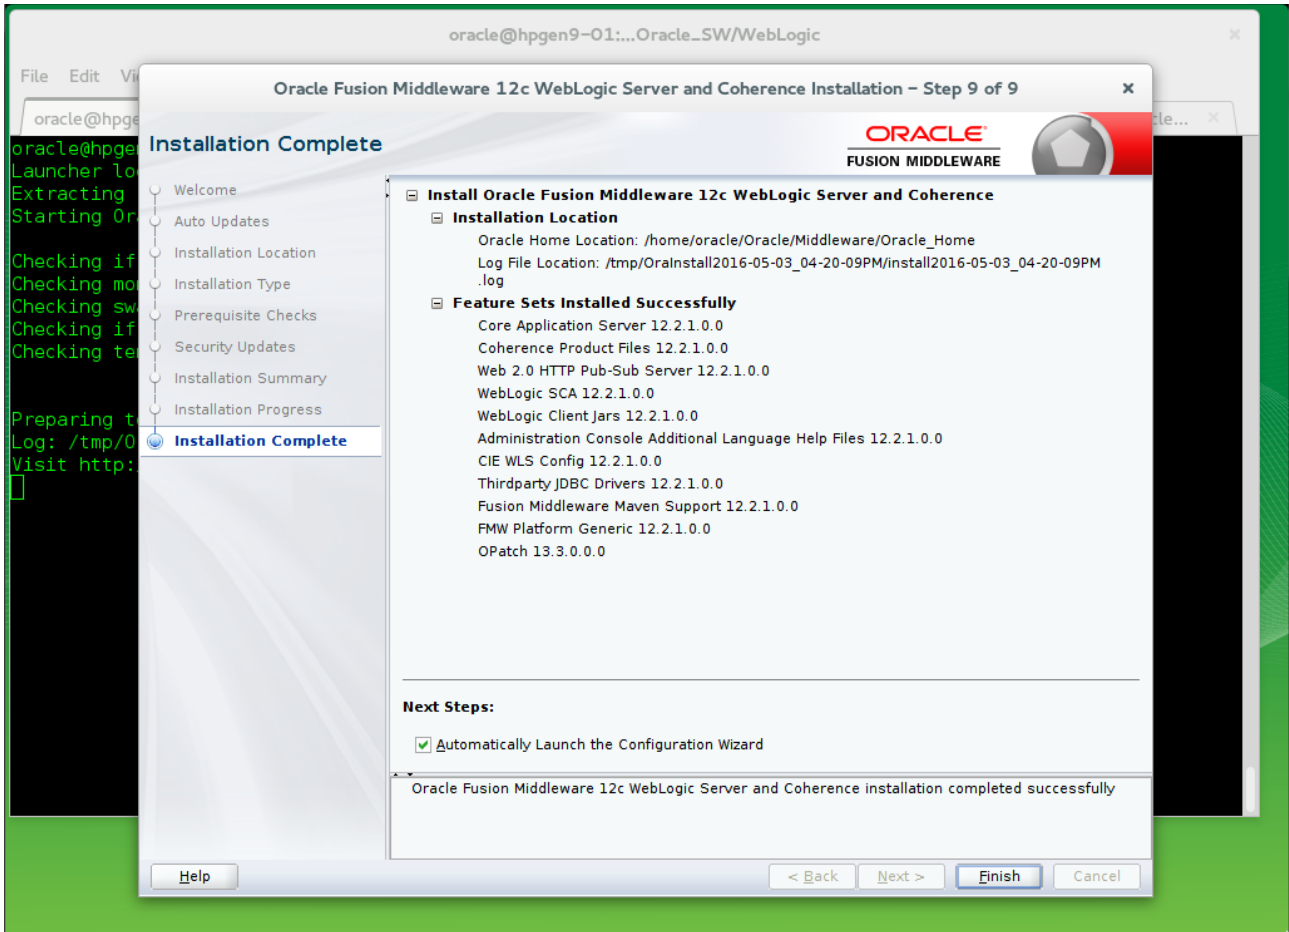 oracle@hpgen9-01:...Oracle_SW/WebLogic
File Edit
Oracle Fusion Middleware 12c WebLogic Server and Coherence Installation - Step 9 of 9
Installation Complete
ORACLE
FUSION MIDDLEWARE
Welcome
Auto Updates
Installation Location
Installation Type
Prerequisite Checks
Security Updates
Installation Summary
Installation Progress
Installation Complete
Install Oracle Fusion Middleware 12c WebLogic Server and Coherence
Installation Location
Oracle Home Location: /home/oracle/Oracle/Middleware/Oracle_Home
Log File Location: /tmp/OraInstall2016-05-03_04-20-09PM/install2016-05-03_04-20-09PM
.log
Feature Sets Installed Successfully
Core Application Server 12.2.1.0.0
Coherence Product Files 12.2.1.0.0
Web 2.0 HTTP Pub-Sub Server 12.2.1.0.0
WebLogic SCA 12.2.1.0.0
WebLogic Client Jars 12.2.1.0.0
Administration Console Additional Language Help Files 12.2.1.0.0
CIE WLS Config 12.2.1.0.0
Thirdparty JDBC Drivers 12.2.1.0.0
Fusion Middleware Maven Support 12.2.1.0.0
FMW Platform Generic 12.2.1.0.0
OPatch 13.3.0.0.0
Next Steps:
Automatically Launch the Configuration Wizard
Oracle Fusion Middleware 12c WebLogic Server and Coherence installation completed successfully
Help
< Back
Next >
Finish
Cancel
oracle@hpge
cle...
oracle@hpgen
Launcher lo
Extracting
Starting Or
Checking if
Checking mo
Checking sw
Checking if
Checking te
Preparing t
Log: /tmp/O
Visit http: